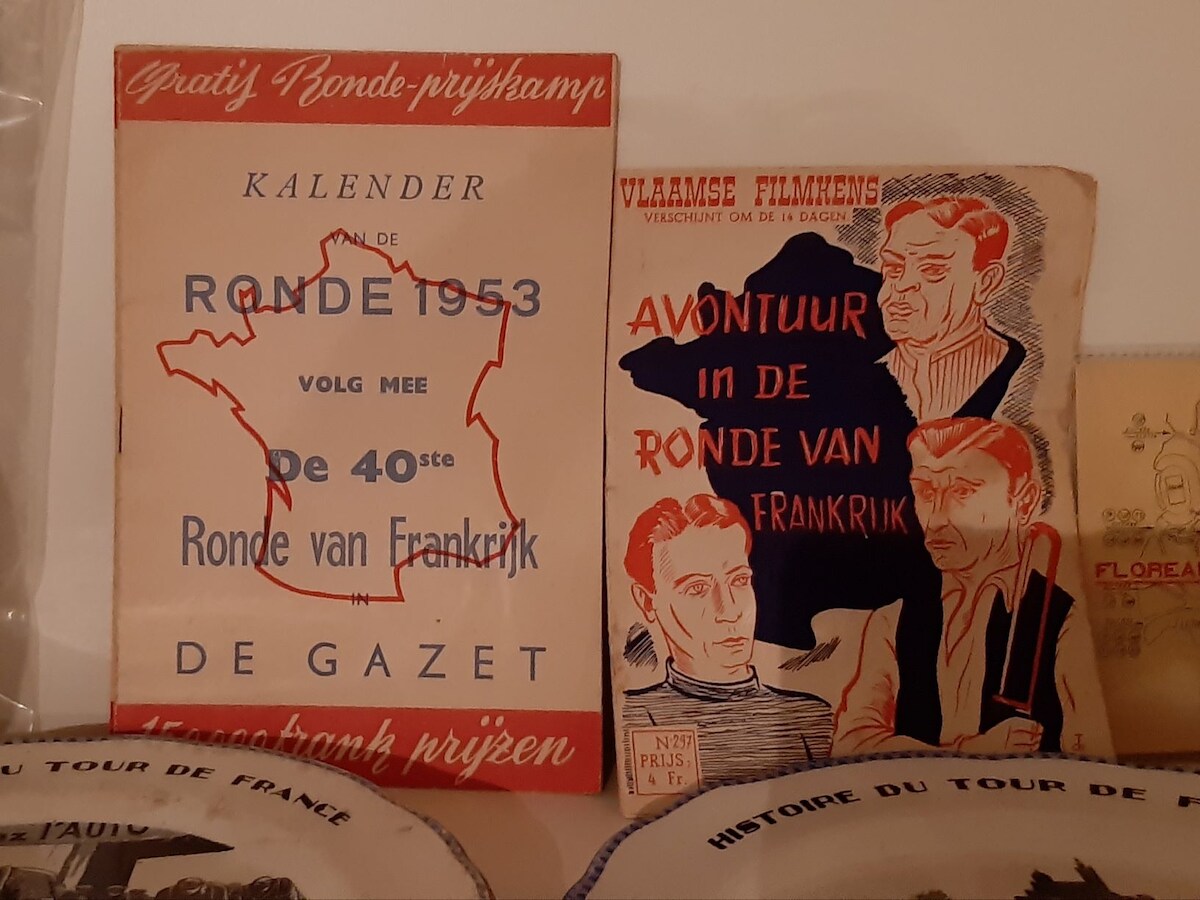 Gratis Ronde-prijskamp
KALENDER
VAN DE
RONDE 1953
VOLG MEE
De 40ste
Ronde van Frankrijk
IN
DE GAZET
frank prijzen
VLAAMSE FILMKENS
VERSCHIJNT OM DE 14 DAGEN
AVONTUUR
in DE
RONDE VAN
FRANKRIJK
N:297
PRIJS:
4 Fr.
FLOREA
U TOUR DE FRANCE
L'AUTO
HISTOIRE DU TOUR DE F